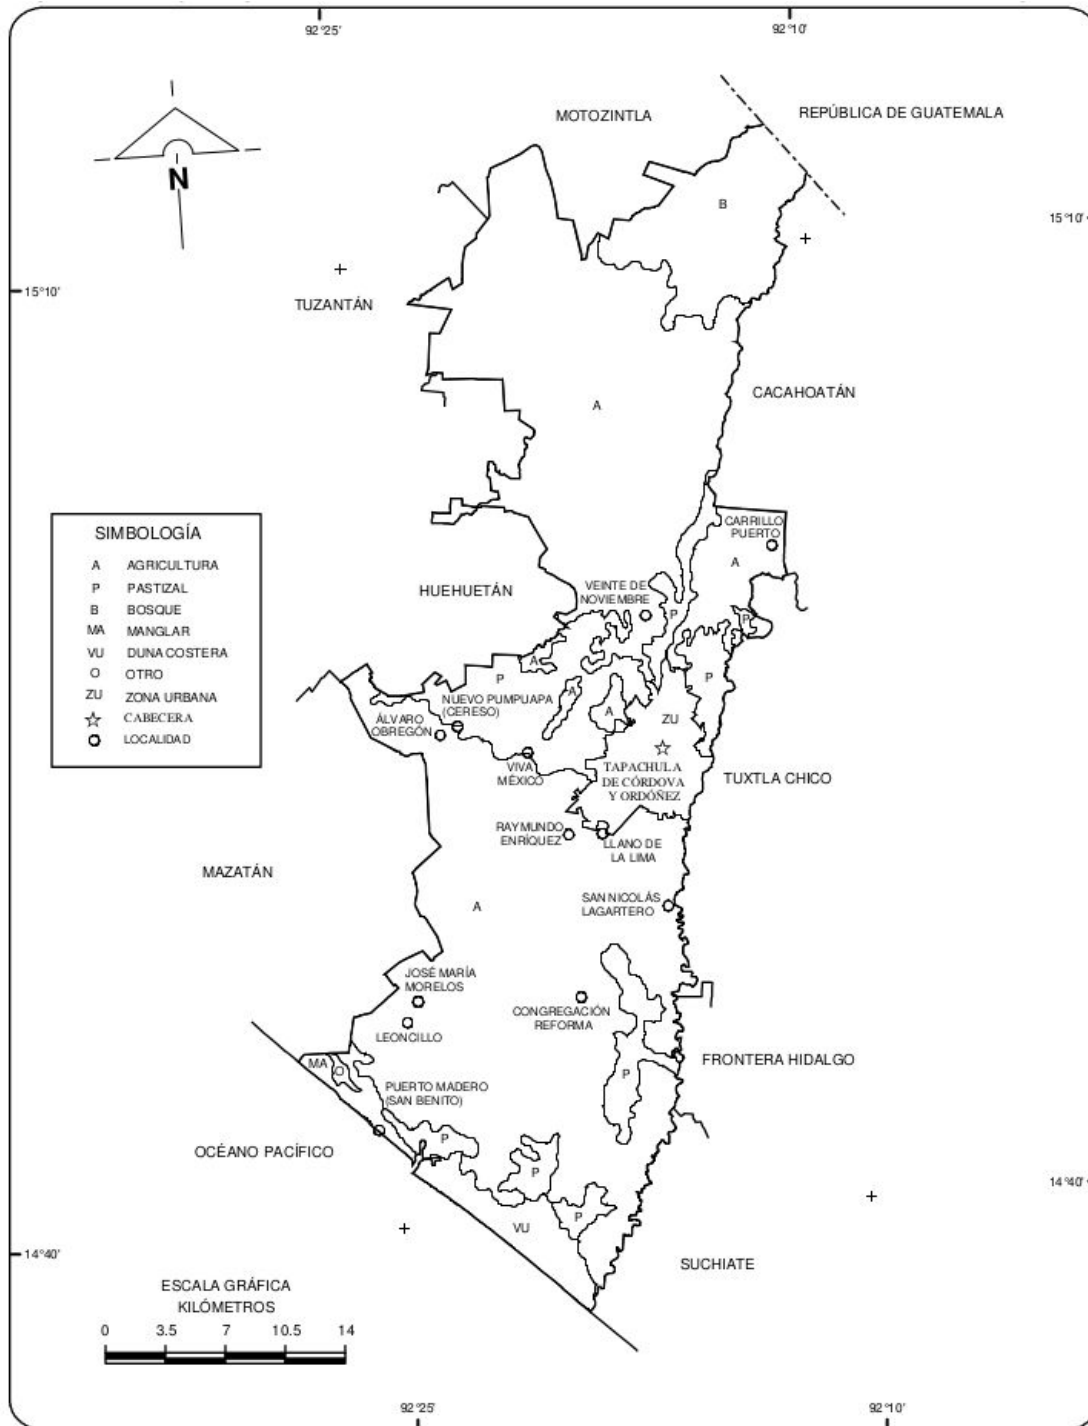 92°25'
92°10'
MOTOZINTLA
REPÚBLICA DE GUATEMALA
N
B
15°10'
15°10'
TUZANTÁN
CACAHOATÁN
A
SIMBOLOGÍA
A AGRICULTURA
P PASTIZAL
B BOSQUE
MA MANGLAR
VU DUNA COSTERA
O OTRO
ZU ZONA URBANA
CABECERA
LOCALIDAD
CARRILLO
PUERTO
A
HUEHUETÁN
VEINTE DE
NOVIEMBRE
P
P
A
P
P
A
A
NUEVO PUMPUAPA
(CERESO)
ÁLVARO
OBREGÓN
ZU
VIVA
MÉXICO
TAPACHULA
DE CÓRDOVA
Y ORDÓÑEZ
TUXTLA CHICO
RAYMUNDO
ENRÍQUEZ
LLANO DE
LA LIMA
MAZATÁN
A
SAN NICOLÁS
LAGARTERO
JOSÉ MARÍA
MORELOS
LEONCILLO
CONGREGACIÓN
REFORMA
FRONTERA HIDALGO
MA
O
P
PUERTO MADERO
(SAN BENITO)
OCÉANO PACÍFICO
P
P
P
VU
14°40'
14°40'
SUCHIATE
ESCALA GRÁFICA
KILÓMETROS
0 3.5 7 10.5 14
92°25'
92°10'